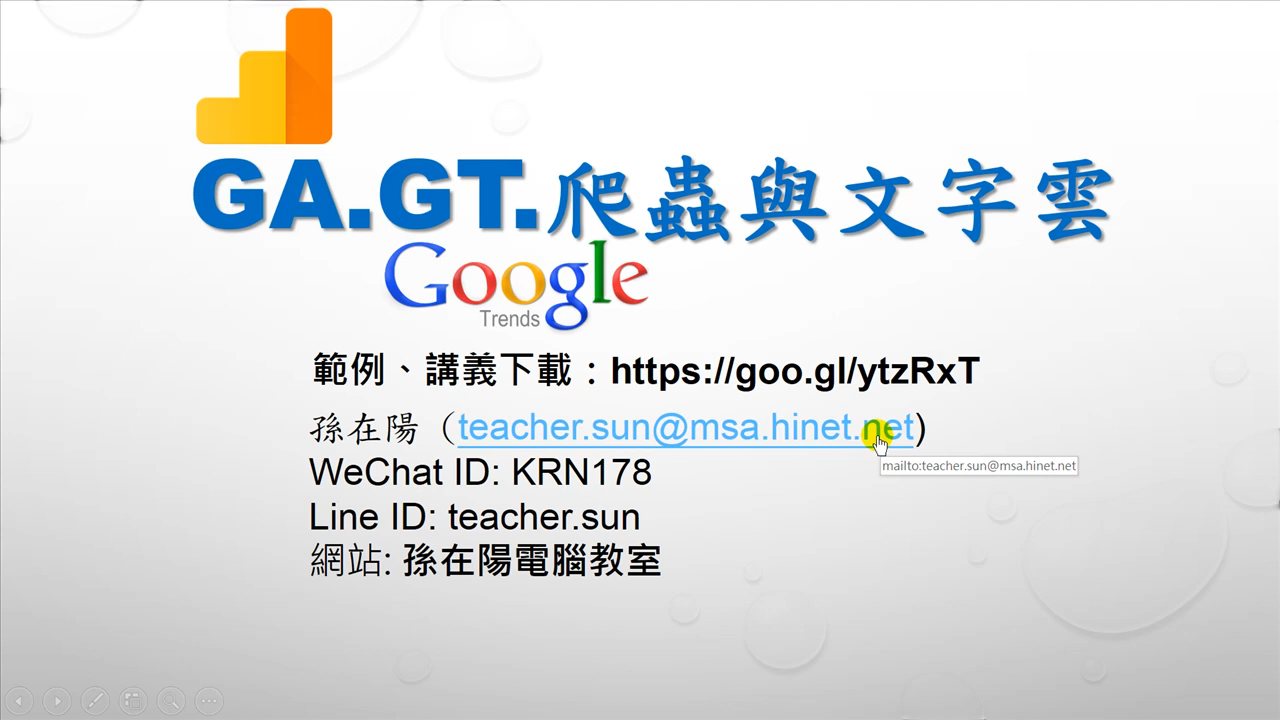 GA.GT.爬蟲與文字雲
Google
Trends
範例、講義下載：https://goo.gl/ytzRxT
孫在陽（teacher.sun@msa.hinet.net)
mailto:teacher.sun@msa.hinet.net
WeChat ID: KRN178
Line ID: teacher.sun
網站: 孫在陽電腦教室